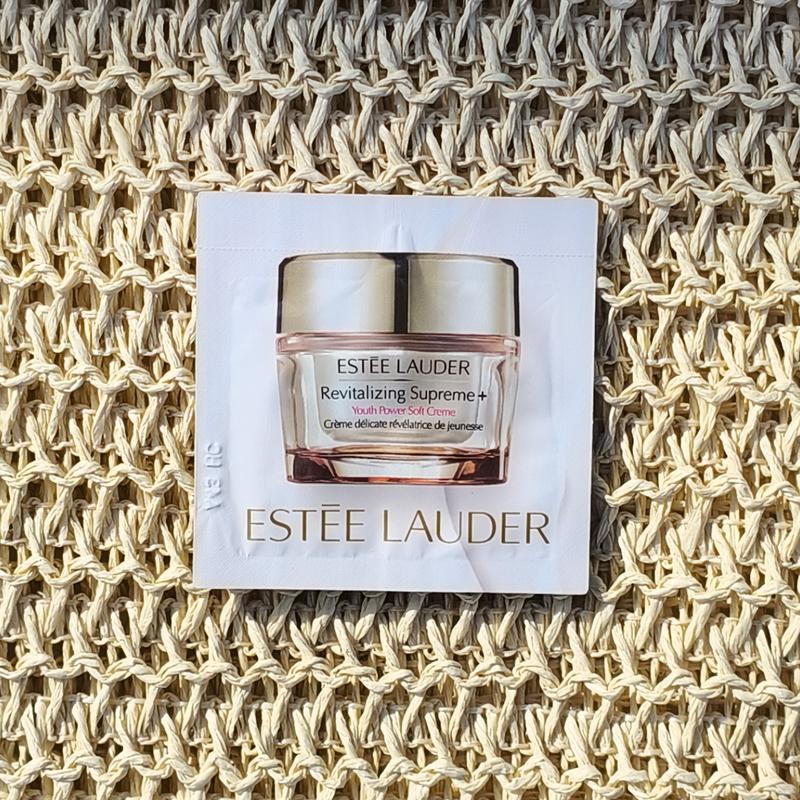 ESTĒE LAUDER
Revitalizing Supreme+
Youth Power Soft Creme
Crème délicate révélatrice de jeunesse
ESTĒE LAUDER